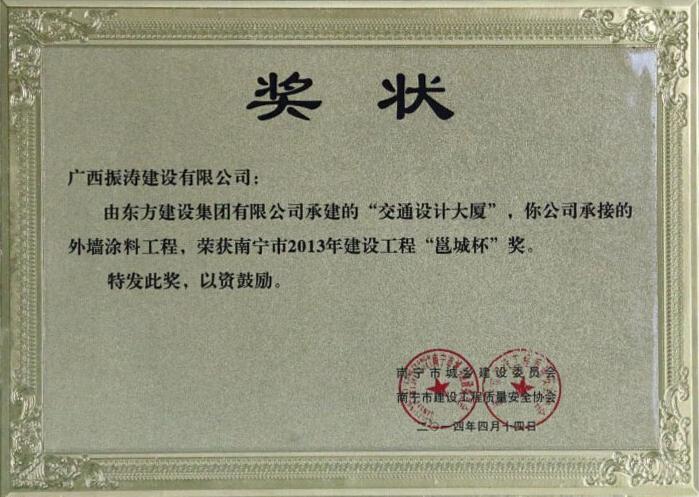 奖状
广西振涛建设有限公司：
由东方建设集团有限公司承建的“交通设计大厦”，你公司承接的
外墙涂料工程，荣获南宁市2013年建设工程“邕城杯”奖。
特发此奖，以资鼓励。
南宁市城乡建设委员会
南宁市建设工程质量安全协会
二〇一四年四月十四日